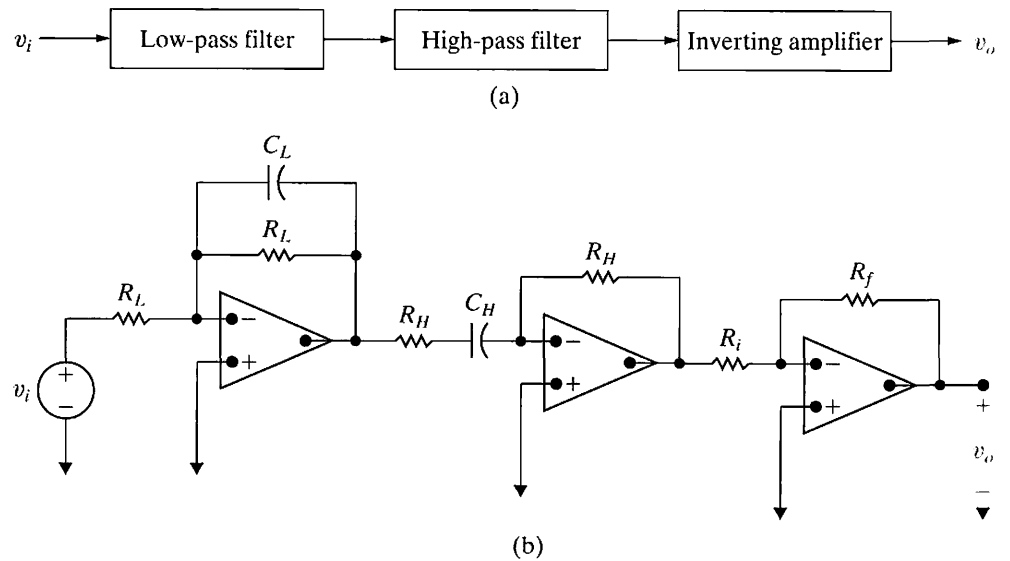 v_i Low-pass filter High-pass filter Inverting amplifier v_o
(a)
C_L
R_L
R_L
v_i
+
−
−
+
R_H
C_H
R_H
−
+
R_i
R_f
−
+
+
v_o
−
(b)